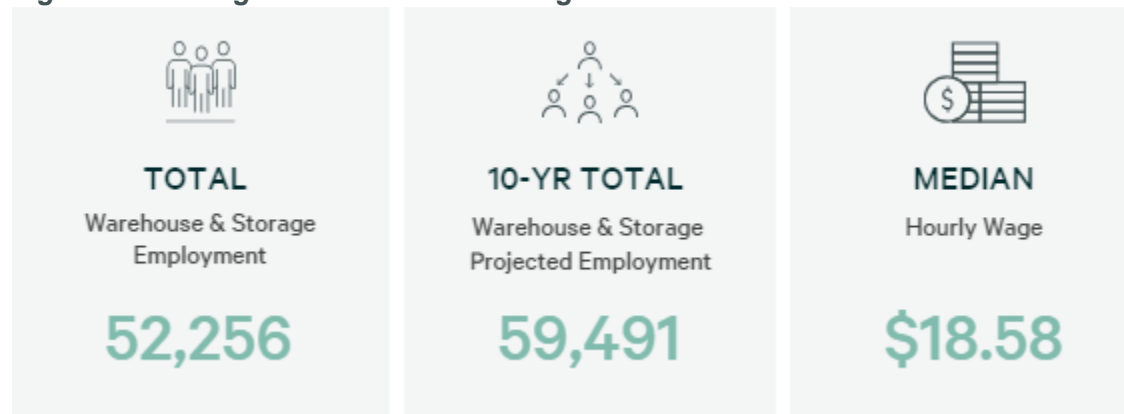 TOTAL
Warehouse & Storage
Employment
52,256
10-YR TOTAL
Warehouse & Storage
Projected Employment
59,491
$
MEDIAN
Hourly Wage
$18.58